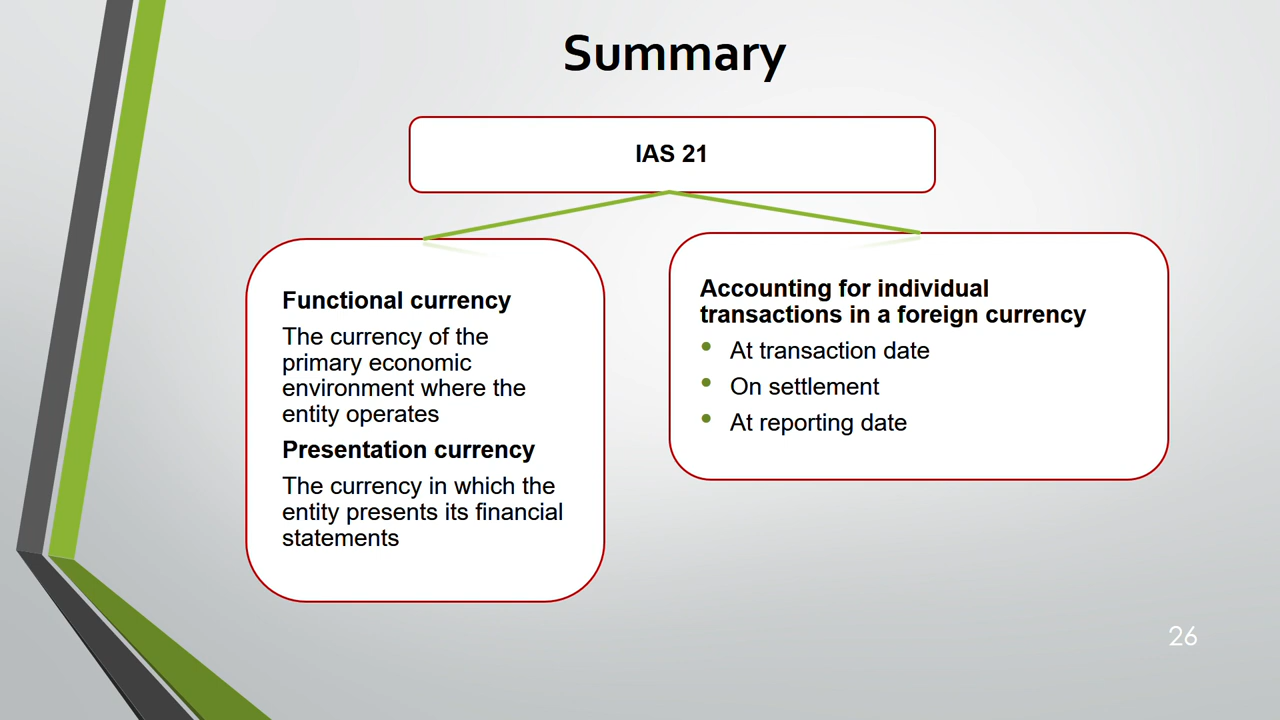 Summary
IAS 21
Functional currency
The currency of the
primary economic
environment where the
entity operates
Presentation currency
The currency in which the
entity presents its financial
statements
Accounting for individual
transactions in a foreign currency
• At transaction date
• On settlement
• At reporting date
26